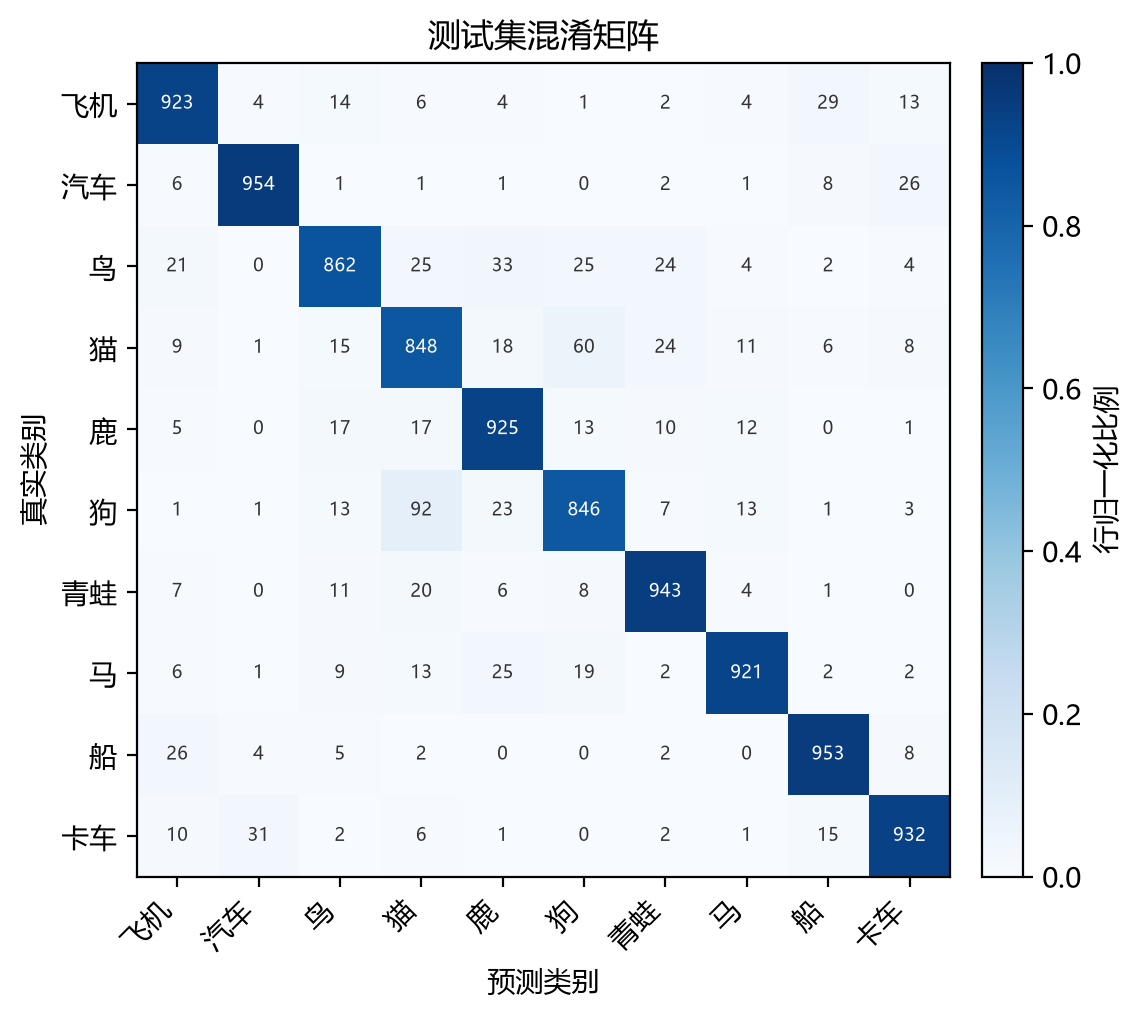 测试集混淆矩阵
真实类别
飞机 923 4 14 6 4 1 2 4 29 13
汽车 6 954 1 1 1 0 2 1 8 26
鸟 21 0 862 25 33 25 24 4 2 4
猫 9 1 15 848 18 60 24 11 6 8
鹿 5 0 17 17 925 13 10 12 0 1
狗 1 1 13 92 23 846 7 13 1 3
青蛙 7 0 11 20 6 8 943 4 1 0
马 6 1 9 13 25 19 2 921 2 2
船 26 4 5 2 0 0 2 0 953 8
卡车 10 31 2 6 1 0 2 1 15 932
飞机 汽车 鸟 猫 鹿 狗 青蛙 马 船 卡车
预测类别
1.0
0.8
0.6
0.4
0.2
0.0
行归一化比例